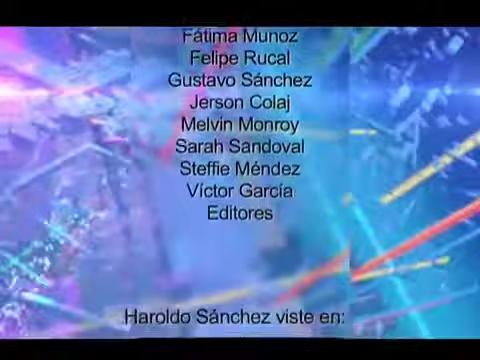 Fátima Munoz
Felipe Rucal
Gustavo Sánchez
Jerson Colaj
Melvin Monroy
Sarah Sandoval
Steffie Méndez
Víctor García
Editores
Haroldo Sánchez viste en: